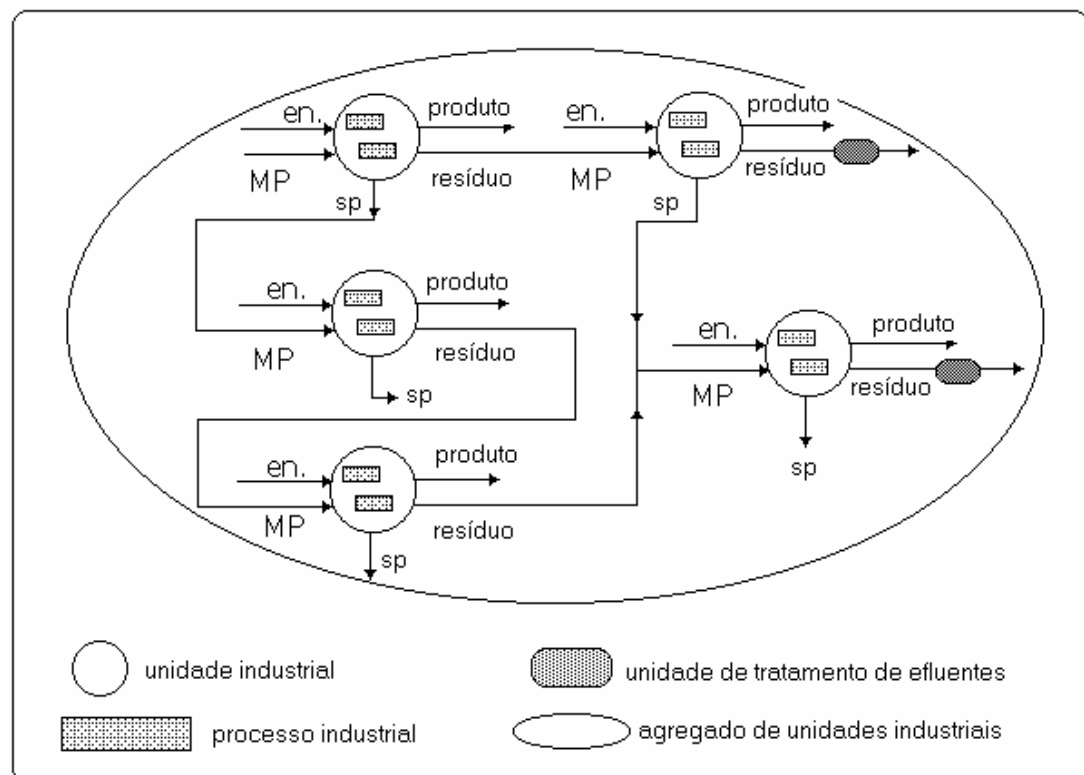 en.
produto
en.
produto
MP
resíduo
MP
resíduo
sp
sp
en.
produto
en.
produto
MP
resíduo
MP
resíduo
sp
en.
produto
sp
MP
resíduo
sp
unidade industrial
unidade de tratamento de efluentes
processo industrial
agregado de unidades industriais